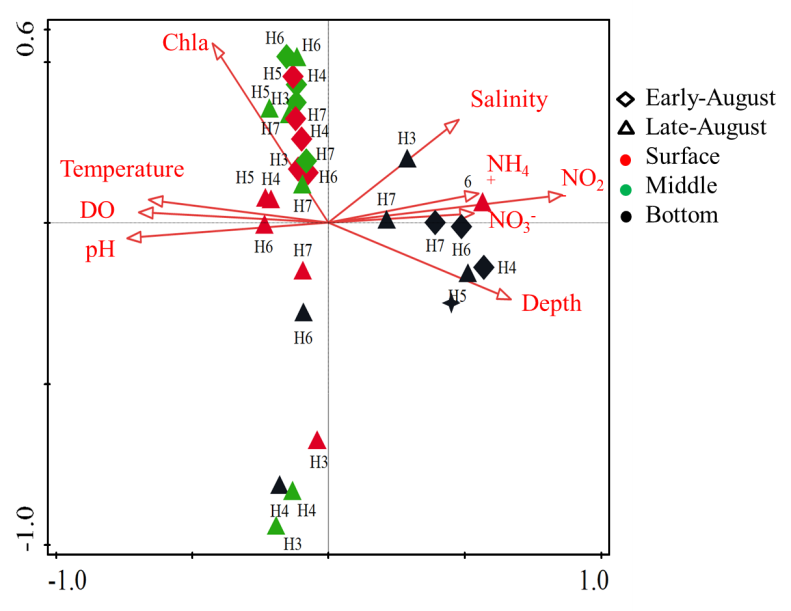 0.6
Chla
H6
H6
H5
H4
H5
H3
H7
H7
H4
H3
H7
H6
H5
H4
H7
H6
H7
H6
H3
H4
H4
H3
Temperature
DO
pH
Salinity
H3
NH4
+
6
NO2
NO3-
H7
H7
H6
H4
H5
Depth
Early-August
Late-August
Surface
Middle
Bottom
-1.0
-1.0
1.0